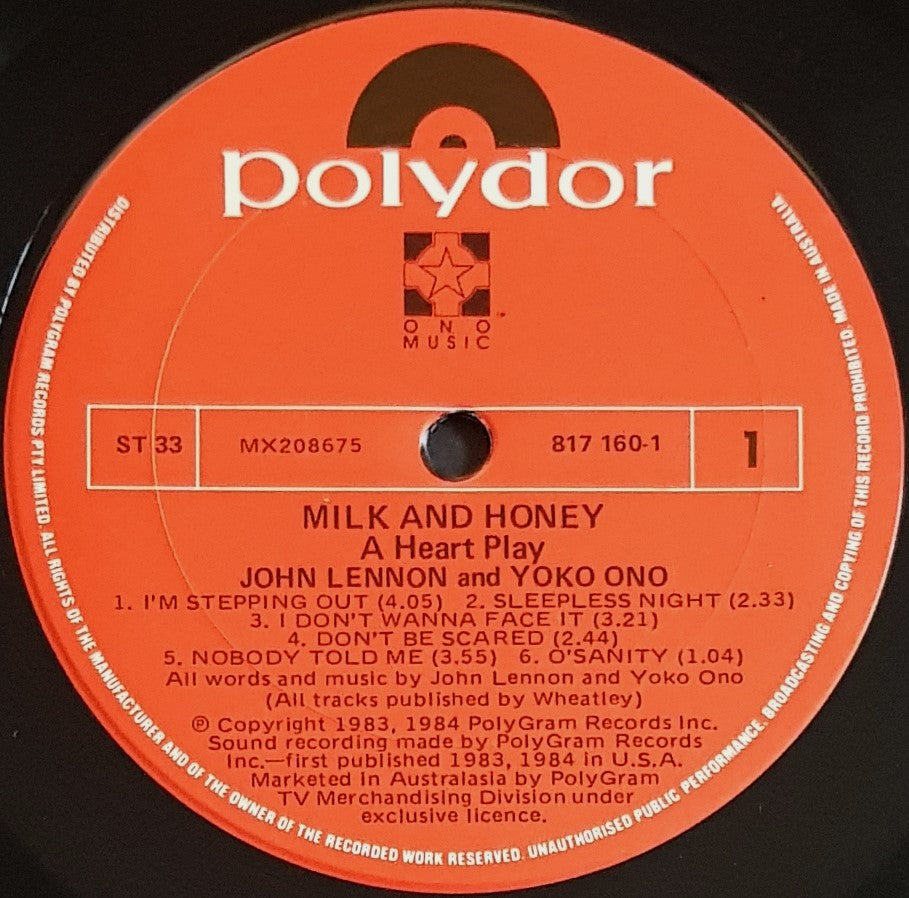 polydor
ONO
MUSIC
ST 33 MX208675 817 160-1 1
MILK AND HONEY
A Heart Play
JOHN LENNON and YOKO ONO
1. I'M STEPPING OUT (4.05) 2. SLEEPLESS NIGHT (2.33)
3. I DON'T WANNA FACE IT (3.21)
4. DON'T BE SCARED (2.44)
5. NOBODY TOLD ME (3.55) 6. O'SANITY (1.04)
All words and music by John Lennon and Yoko Ono
(All tracks published by Wheatley)
℗ Copyright 1983, 1984 PolyGram Records Inc.
Sound recording made by PolyGram Records
Inc.—first published 1983, 1984 in U.S.A.
Marketed in Australasia by PolyGram
TV Merchandising Division under
exclusive licence.
DISTRIBUTED BY POLYGRAM RECORDS PTY. LIMITED. ALL RIGHTS OF THE MANUFACTURER AND OF THE OWNER OF THE RECORDED WORK RESERVED. UNAUTHORISED PUBLIC PERFORMANCE. BROADCASTING AND COPYING OF THIS RECORD PROHIBITED. MADE IN AUSTRALIA